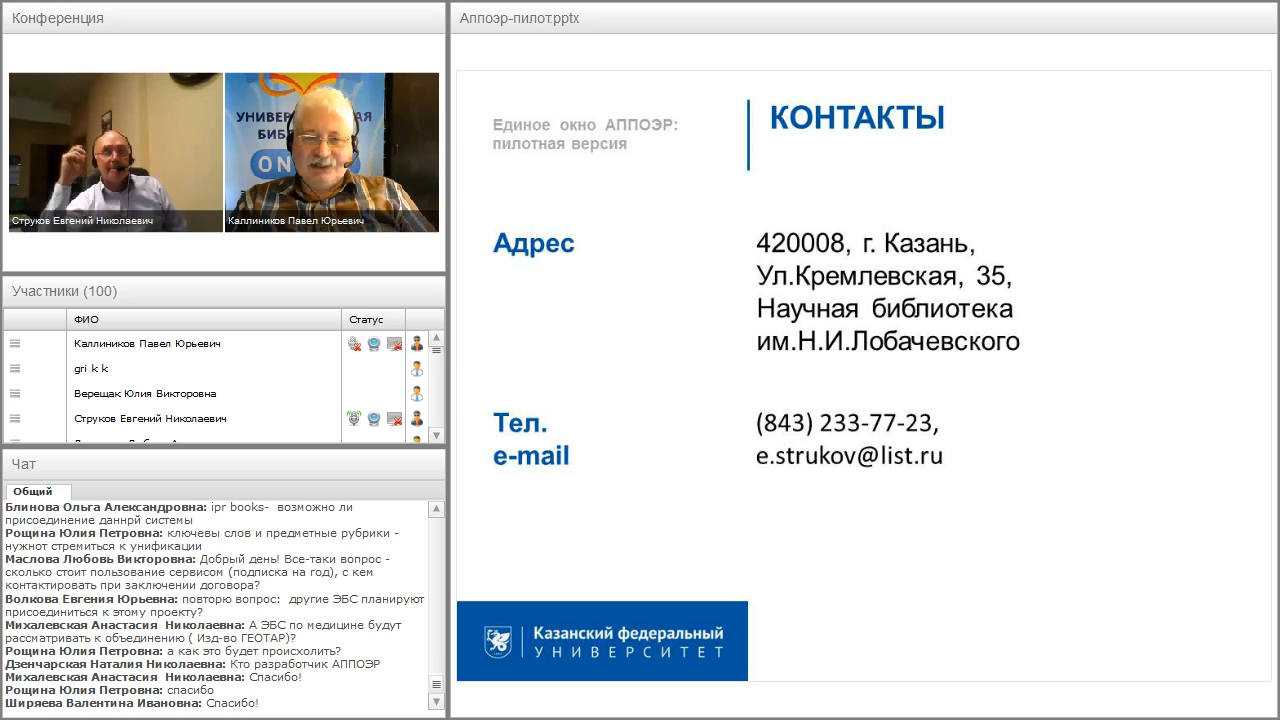 Конференция
УНИВЕР
АЯ
БИБ
ON
Струков Евгений Николаевич
Каллиников Павел Юрьевич
Участники (100)
ФИО
Статус
Каллиников Павел Юрьевич
gri k k
Верещак Юлия Викторовна
Струков Евгений Николаевич
Чат
Общий
Блинова Ольга Александровна: ipr books- возможно ли
присоединение даннрй системы
Рощина Юлия Петровна: ключевы слов и предметные рубрики -
нужнот стремиться к унификации
Маслова Любовь Викторовна: Добрый день! Все-таки вопрос -
сколько стоит пользование сервисом (подписка на год), с кем
контактировать при заключении договора?
Волкова Евгения Юрьевна: повторю вопрос: другие ЭБС планируют
присоединиться к этому проекту?
Михалевская Анастасия Николаевна: А ЭБС по медицине будут
рассматривать к объединению ( Изд-во ГЕОТАР)?
Рощина Юлия Петровна: а как это будет происхолить?
Дзенчарская Наталия Николаевна: Кто разработчик АППОЭР
Михалевская Анастасия Николаевна: Спасибо!
Рощина Юлия Петровна: спасибо
Ширяева Валентина Ивановна: Спасибо!
Аппоэр-пилот.pptx
Единое окно АППОЭР:
пилотная версия
КОНТАКТЫ
Адрес
420008, г. Казань,
Ул.Кремлевская, 35,
Научная библиотека
им.Н.И.Лобачевского
Тел.
(843) 233-77-23,
e-mail
e.strukov@list.ru
Казанский федеральный
УНИВЕРСИТЕТ